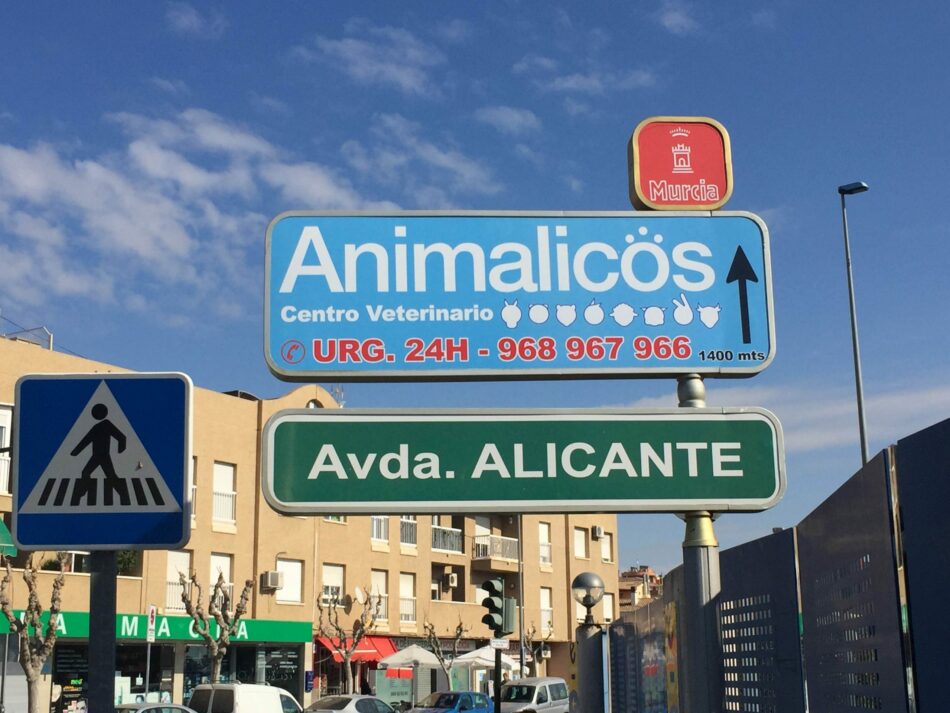 Murcia
Animalicös
Centro Veterinario
URG. 24H - 968 967 966
1400 mts
Avda. ALICANTE